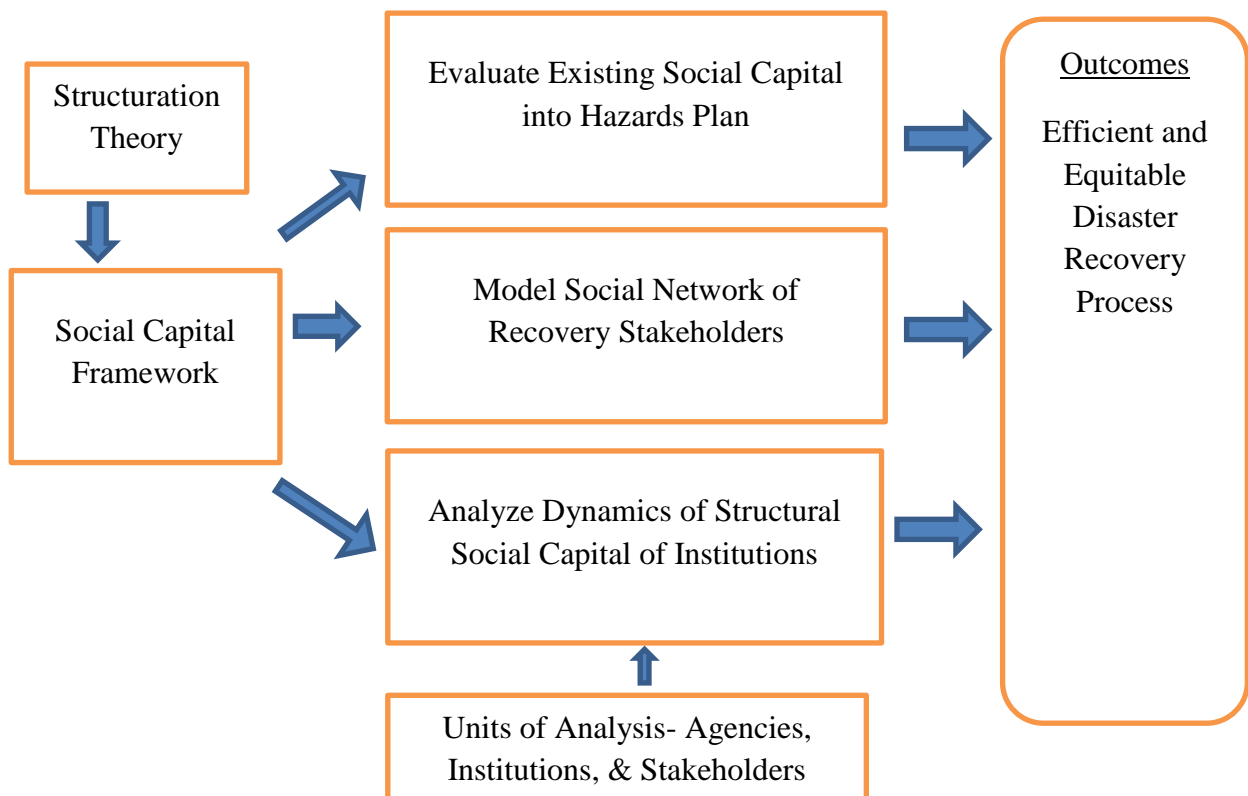 Structuration
Theory
Social Capital
Framework
Evaluate Existing Social Capital
into Hazards Plan
Model Social Network of
Recovery Stakeholders
Analyze Dynamics of Structural
Social Capital of Institutions
Units of Analysis- Agencies,
Institutions, & Stakeholders
Outcomes
Efficient and
Equitable
Disaster
Recovery
Process